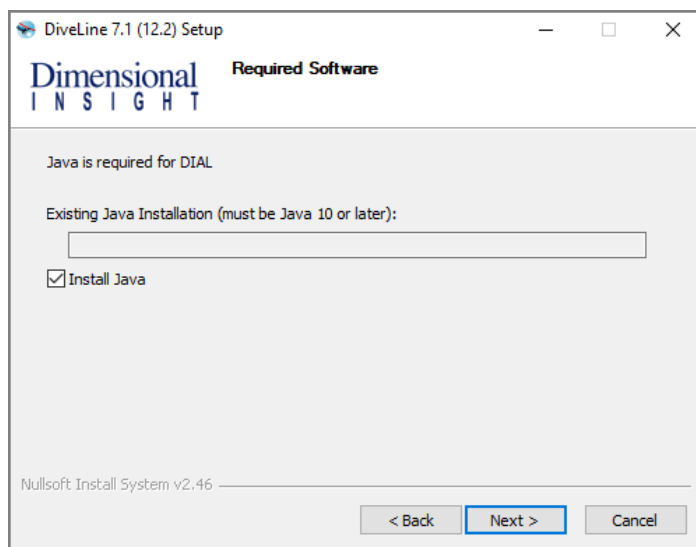 DiveLine 7.1 (12.2) Setup
Dimensional
INSIGHT
Required Software
Java is required for DIAL
Existing Java Installation (must be Java 10 or later):
Install Java
Nullsoft Install System v2.46
< Back
Next >
Cancel